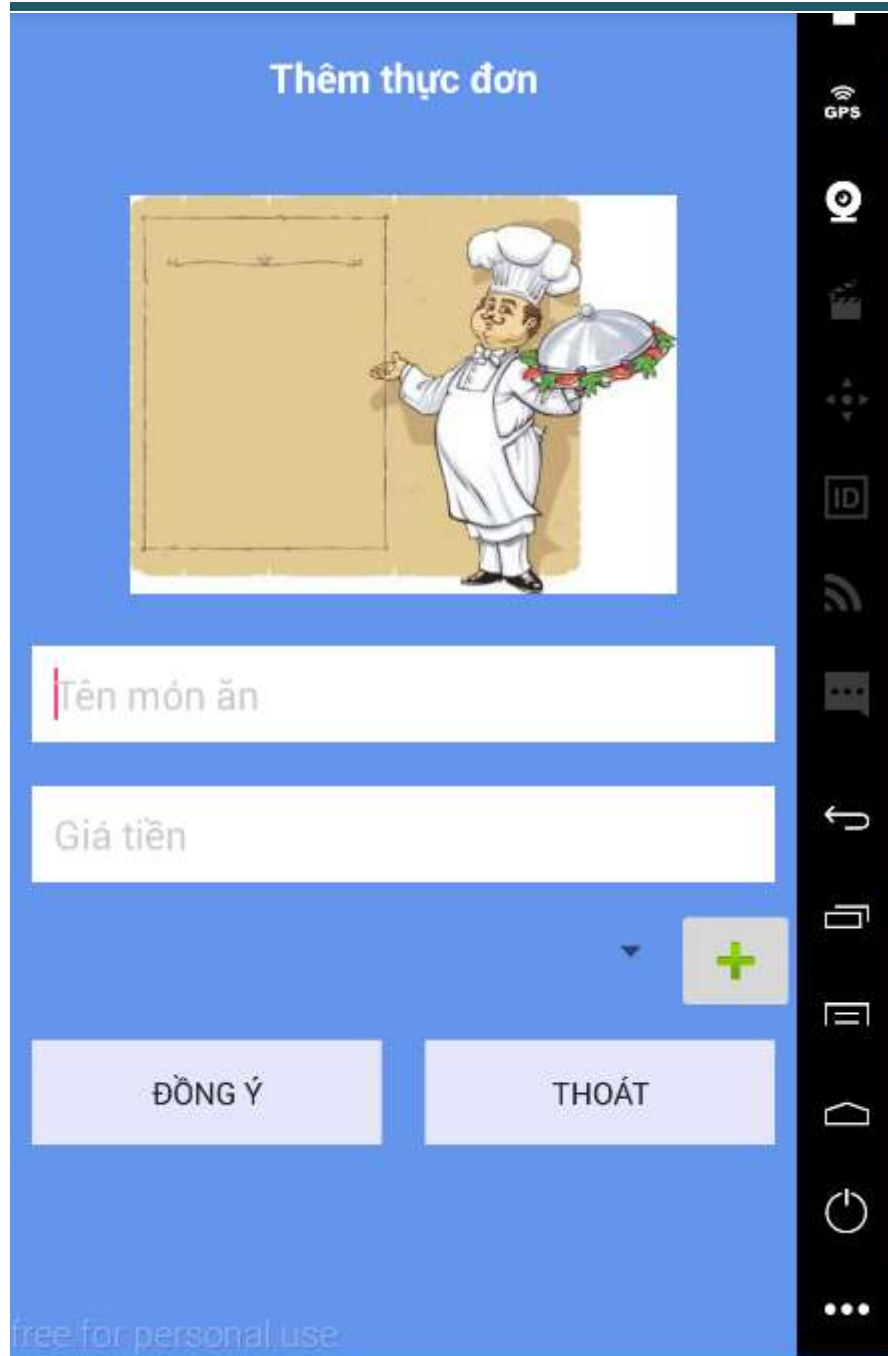 Thêm thực đơn
GPS
Tên món ăn
ID
Giá tiền
ĐỒNG Ý
THOÁT
free for personal use